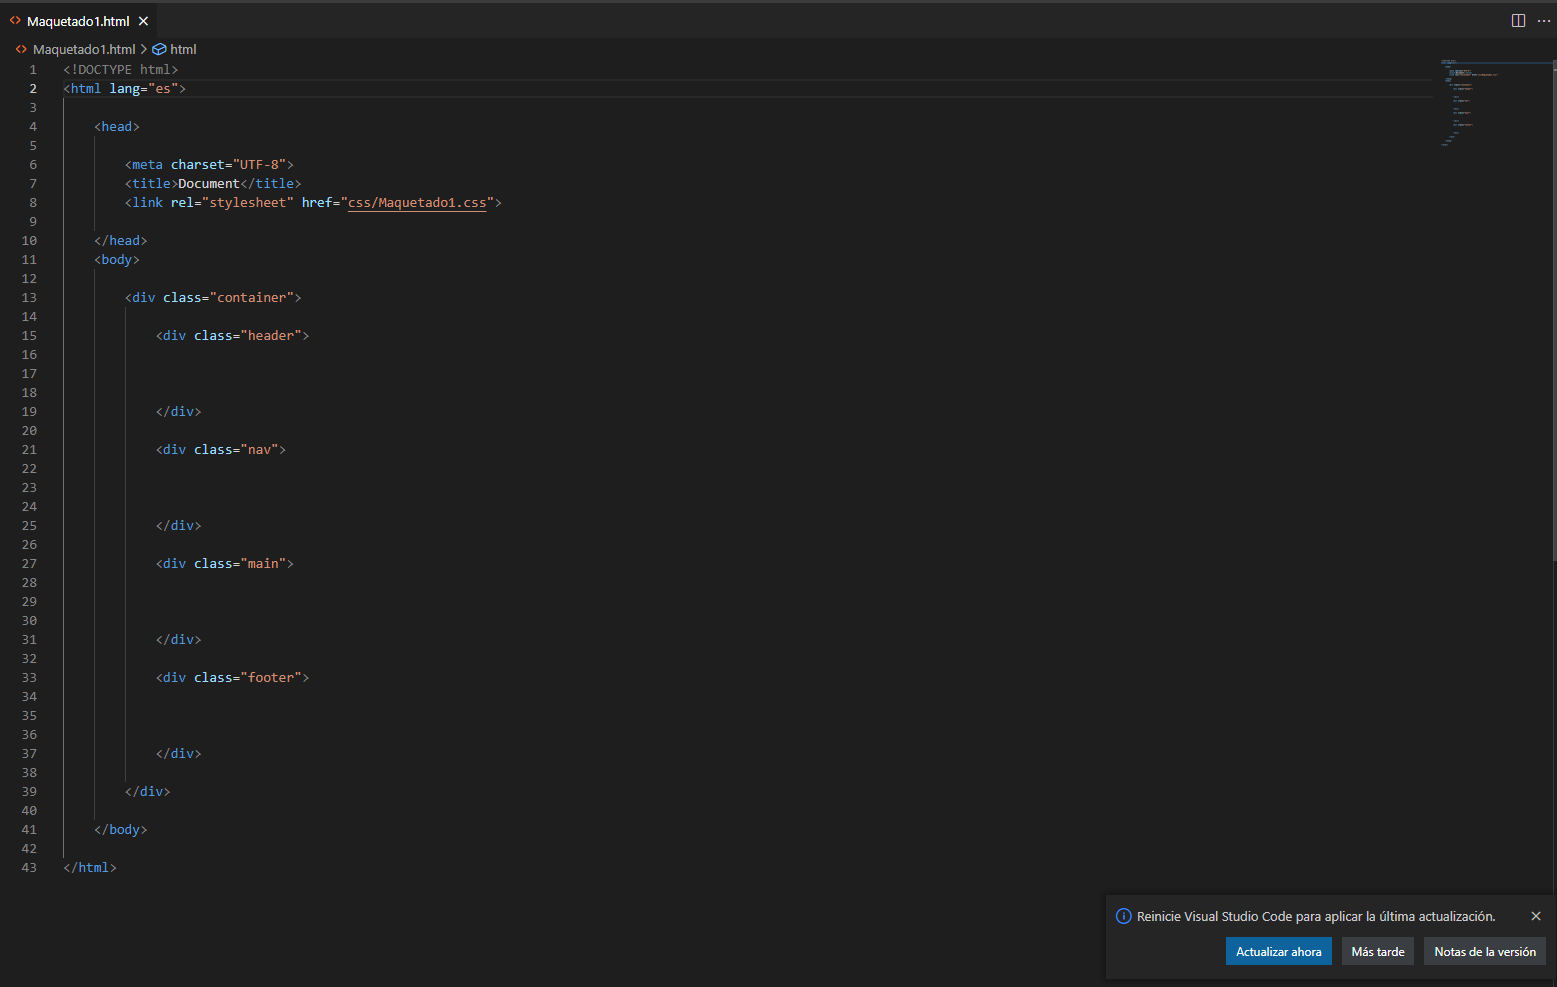 Maquetado1.html
Maquetado1.html > html
1 <!DOCTYPE html>
2 <html lang="es">
3
4 <head>
5
6 <meta charset="UTF-8">
7 <title>Document</title>
8 <link rel="stylesheet" href="css/Maquetado1.css">
9
10 </head>
11 <body>
12
13 <div class="container">
14
15 <div class="header">
16
17
18
19 </div>
20
21 <div class="nav">
22
23
24
25 </div>
26
27 <div class="main">
28
29
30
31 </div>
32
33 <div class="footer">
34
35
36
37 </div>
38
39 </div>
40
41 </body>
42
43 </html>
Reinicie Visual Studio Code para aplicar la última actualización.
Actualizar ahora Más tarde Notas de la versión